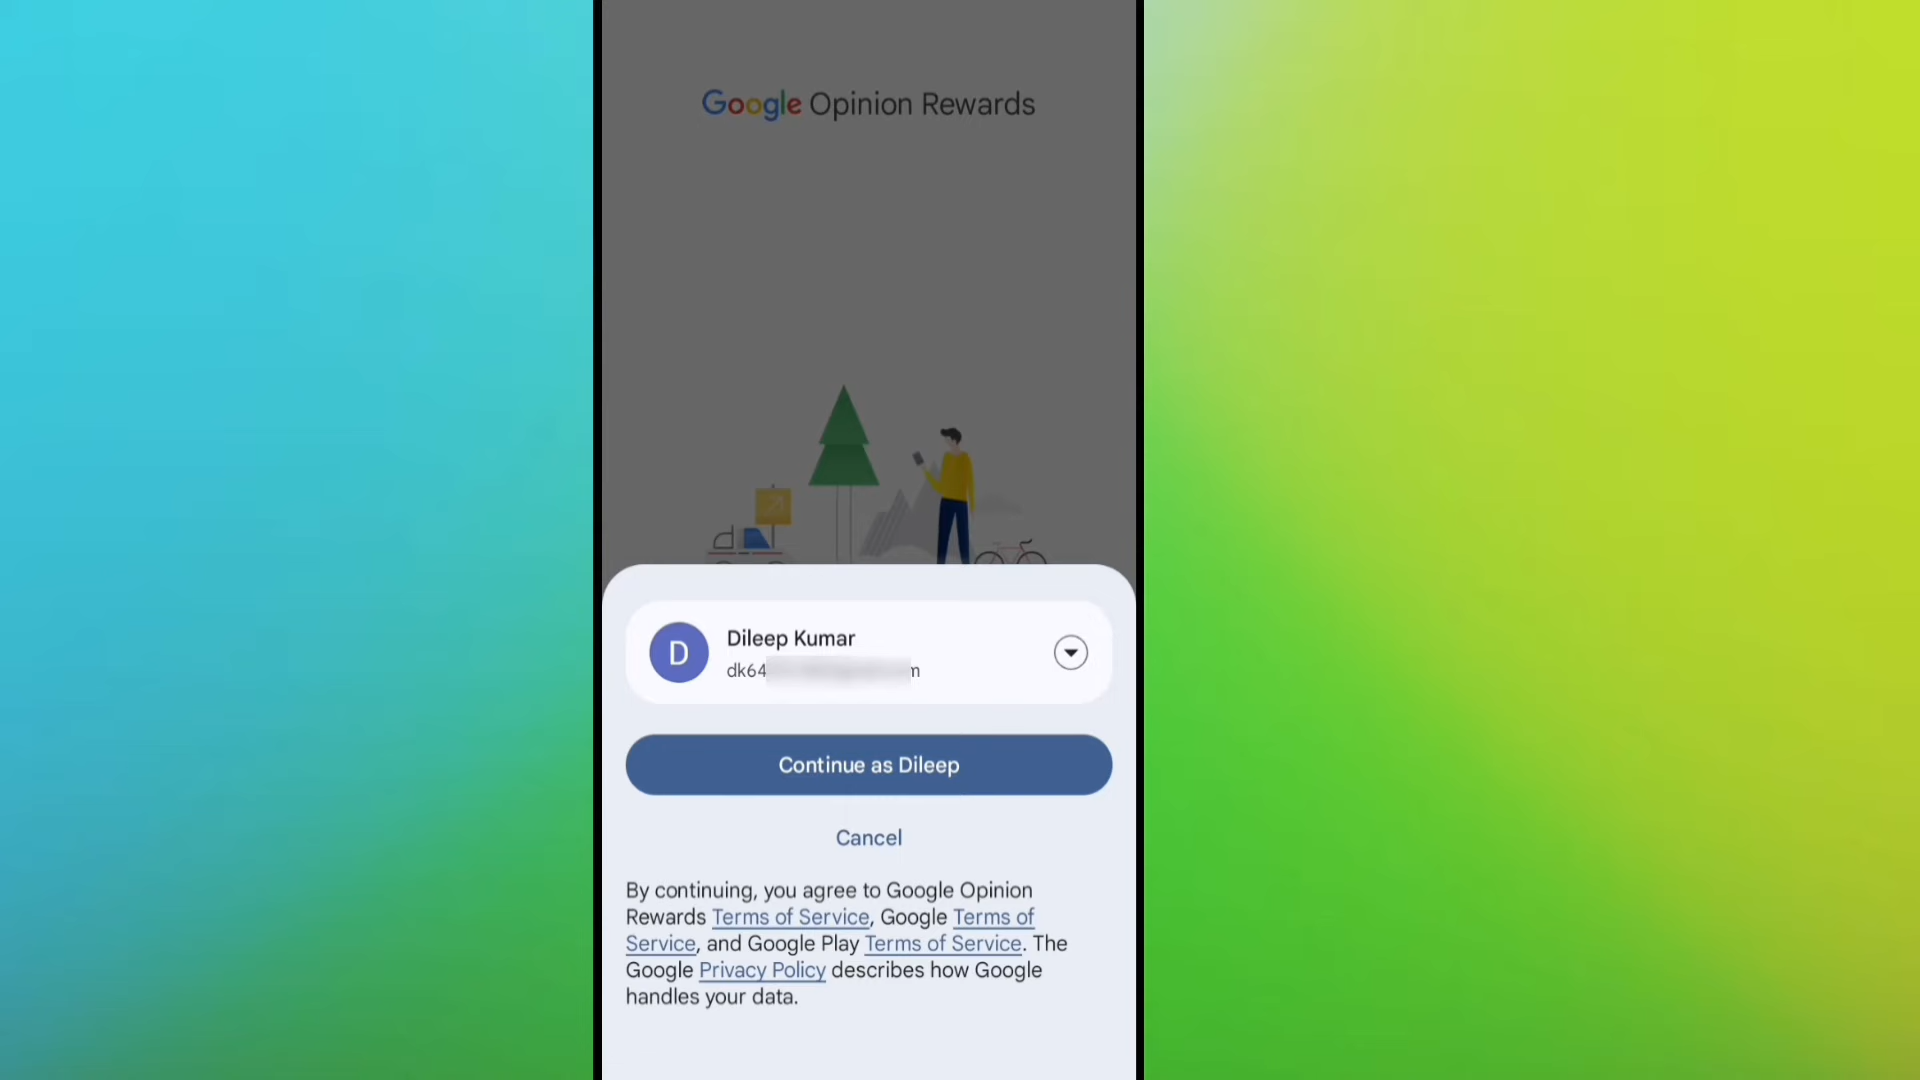 Google Opinion Rewards
D
Dileep Kumar
dk64
Continue as Dileep
Cancel
By continuing, you agree to Google Opinion
Rewards Terms of Service, Google Terms of
Service, and Google Play Terms of Service. The
Google Privacy Policy describes how Google
handles your data.